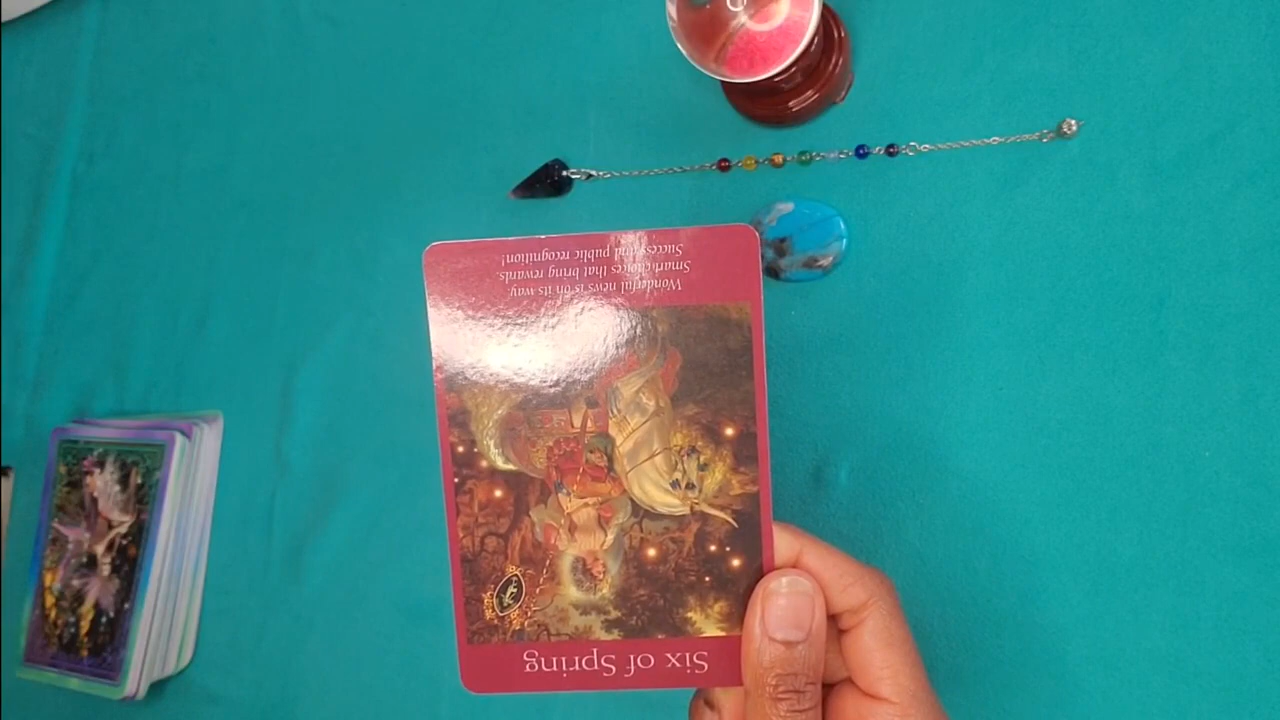 Six of Spring
Wonderful news is on its way.
Smart choices that bring rewards.
Success and public recognition!